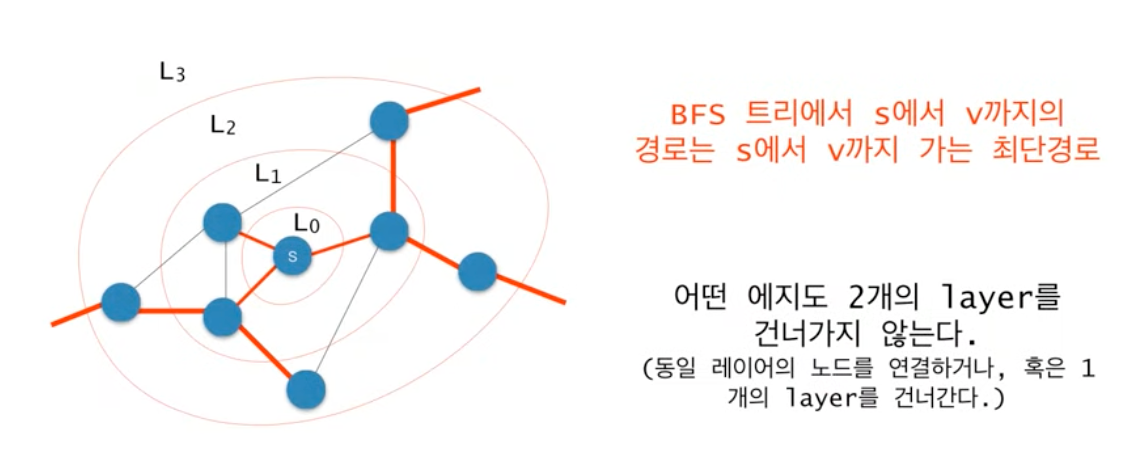 L3
L2
L1
L0
s
BFS 트리에서 s에서 v까지의
경로는 s에서 v까지 가는 최단경로
어떤 에지도 2개의 layer를
건너가지 않는다.
(동일 레이어의 노드를 연결하거나, 혹은 1
개의 layer를 건너간다.)